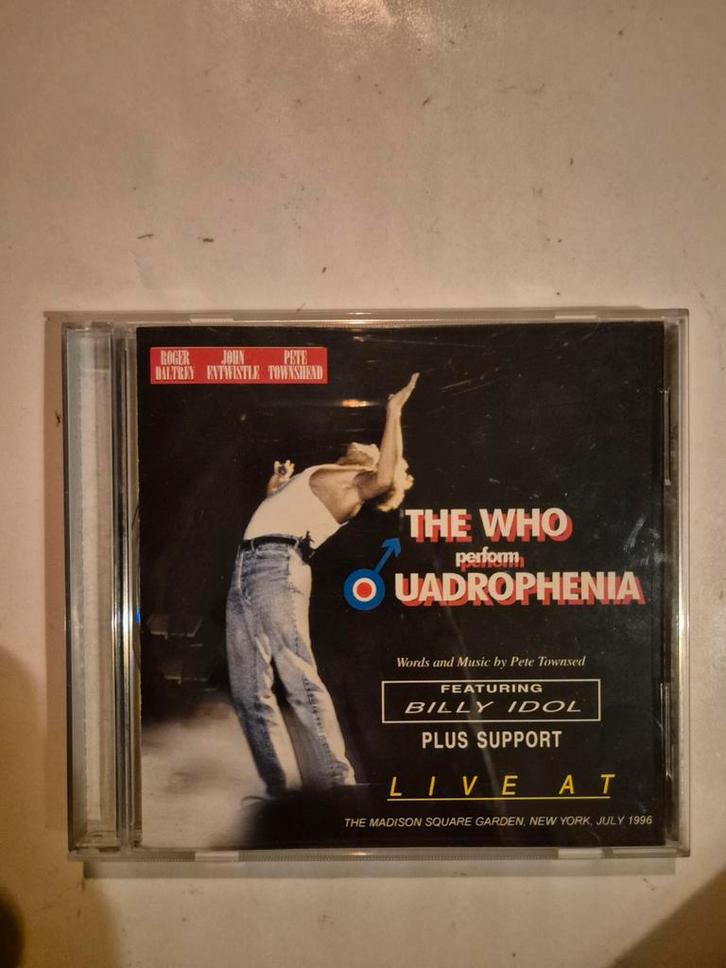 ROGER JOHN PETE
DALTREY ENTWISTLE TOWNSHEND
THE WHO
perform
QUADROPHENIA
Words and Music by Pete Townsed
FEATURING
BILLY IDOL
PLUS SUPPORT
LIVE AT
THE MADISON SQUARE GARDEN, NEW YORK, JULY 1996